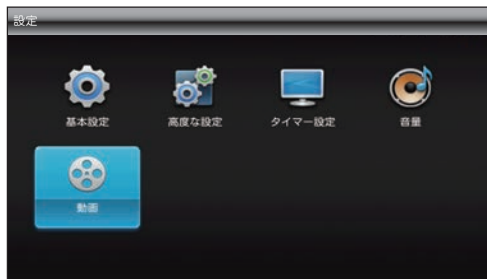 設定
基本設定
高度な設定
タイマー設定
音量
動画